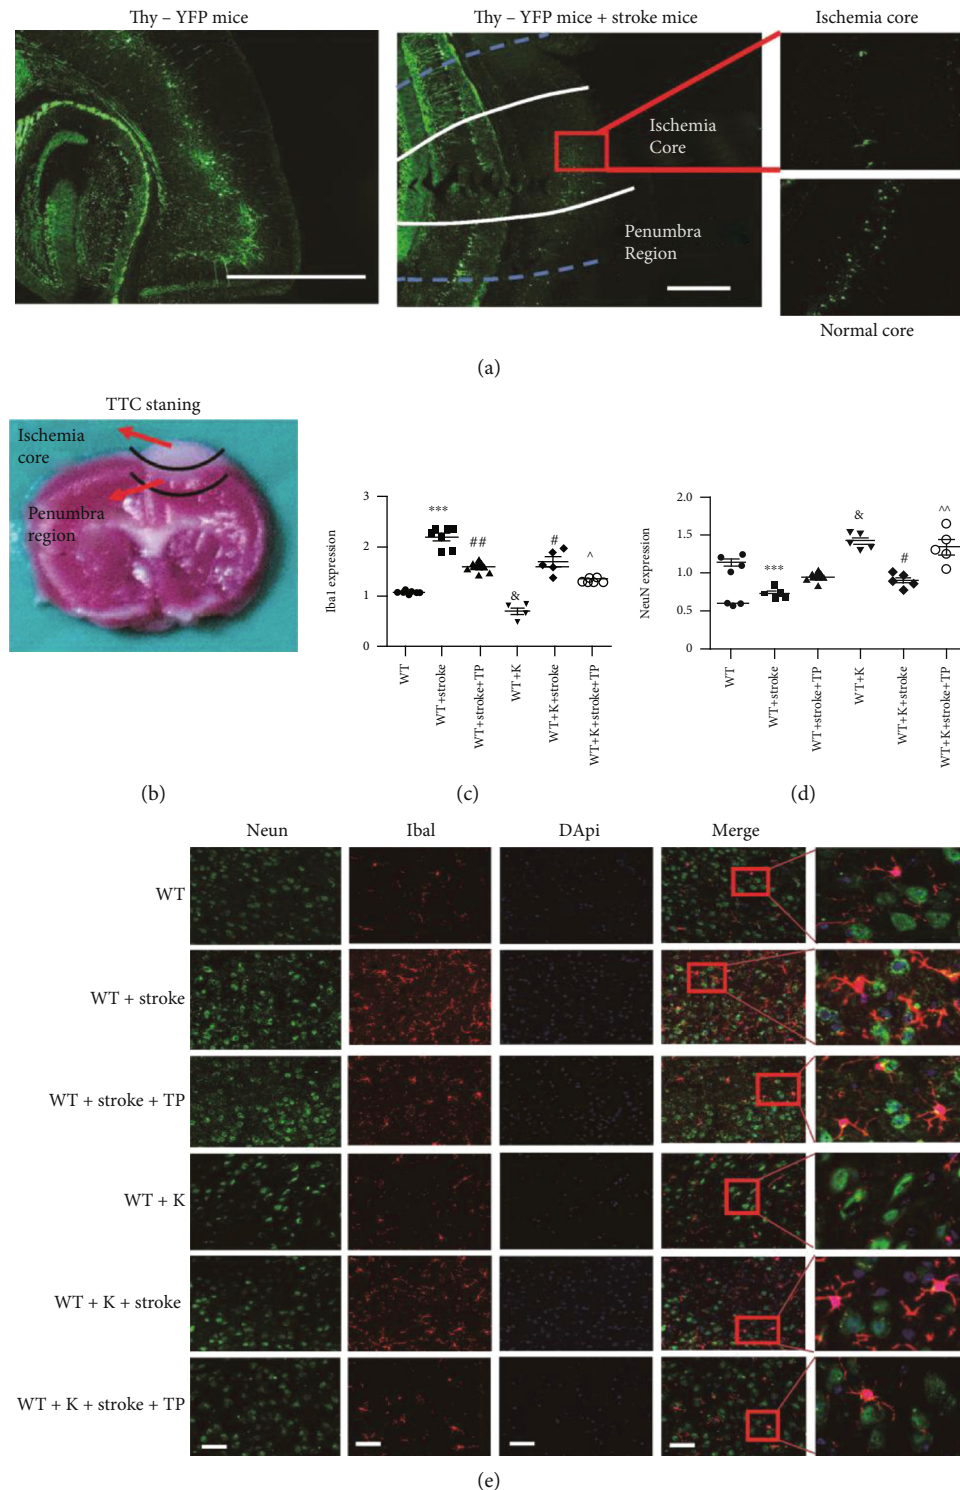 Thy – YFP mice
Thy – YFP mice + stroke mice
Ischemia core
Ischemia
Core
Penumbra
Region
Normal core
(a)
TTC staning
Ischemia
core
Penumbra
region
(b)
Iba1 expression
3
2
1
0
***
##
&
#
^
WT
WT+stroke
WT+stroke+TP
WT+K
WT+K+stroke
WT+K+stroke+TP
(c)
NeuN expression
2.0
1.5
1.0
0.5
0.0
***
&
#
^^
WT
WT+stroke
WT+stroke+TP
WT+K
WT+K+stroke
WT+K+stroke+TP
(d)
Neun
Ibal
DApi
Merge
WT
WT + stroke
WT + stroke + TP
WT + K
WT + K + stroke
WT + K + stroke + TP
(e)